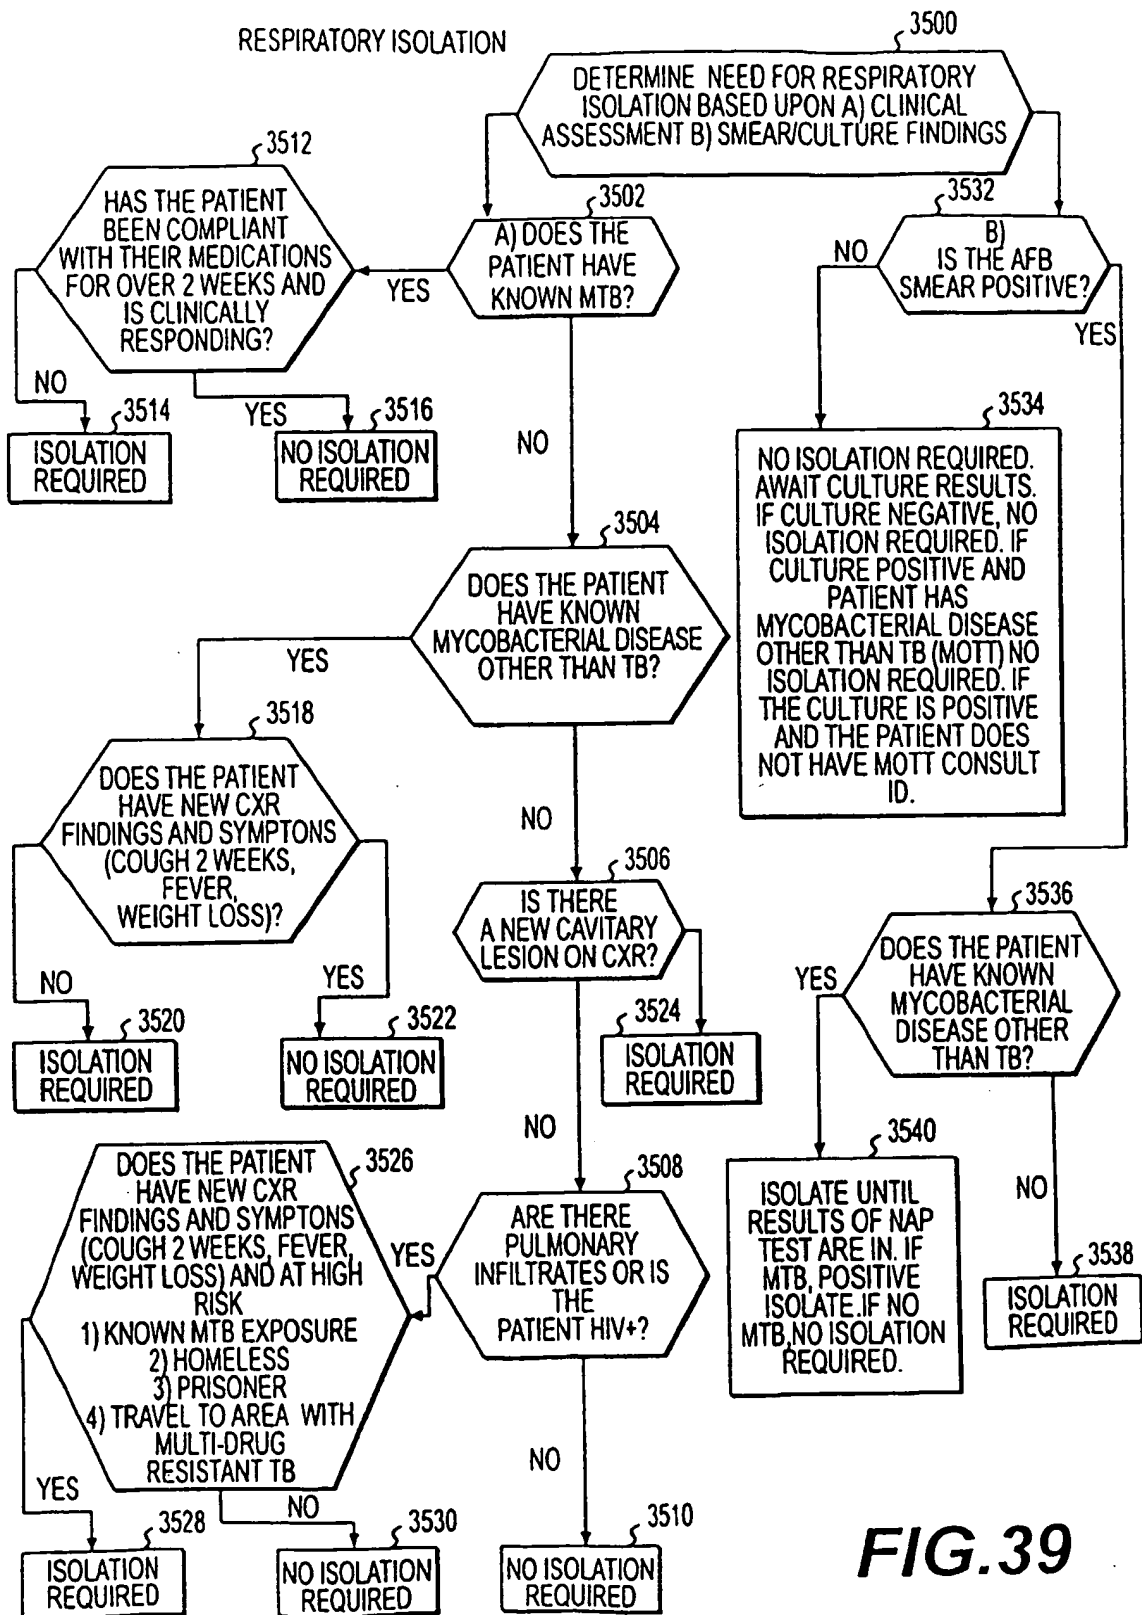 RESPIRATORY ISOLATION
3500
DETERMINE NEED FOR RESPIRATORY
ISOLATION BASED UPON A) CLINICAL
ASSESSMENT B) SMEAR/CULTURE FINDINGS
3512
HAS THE PATIENT
BEEN COMPLIANT
WITH THEIR MEDICATIONS
FOR OVER 2 WEEKS AND
IS CLINICALLY
RESPONDING?
3502
A) DOES THE
PATIENT HAVE
KNOWN MTB?
YES
3532
B)
IS THE AFB
SMEAR POSITIVE?
NO
YES
NO
3514
ISOLATION
REQUIRED
YES
3516
NO ISOLATION
REQUIRED
NO
3534
NO ISOLATION REQUIRED.
AWAIT CULTURE RESULTS.
IF CULTURE NEGATIVE, NO
ISOLATION REQUIRED. IF
CULTURE POSITIVE AND
PATIENT HAS
MYCOBACTERIAL DISEASE
OTHER THAN TB (MOTT) NO
ISOLATION REQUIRED. IF
THE CULTURE IS POSITIVE
AND THE PATIENT DOES
NOT HAVE MOTT CONSULT
ID.
3504
DOES THE PATIENT
HAVE KNOWN
MYCOBACTERIAL DISEASE
OTHER THAN TB?
YES
3518
DOES THE PATIENT
HAVE NEW CXR
FINDINGS AND SYMPTONS
(COUGH 2 WEEKS,
FEVER,
WEIGHT LOSS)?
NO
3506
IS THERE
A NEW CAVITARY
LESION ON CXR?
3536
DOES THE PATIENT
HAVE KNOWN
MYCOBACTERIAL
DISEASE OTHER
THAN TB?
YES
NO
3520
ISOLATION
REQUIRED
YES
3522
NO ISOLATION
REQUIRED
3524
ISOLATION
REQUIRED
NO
3526
DOES THE PATIENT
HAVE NEW CXR
FINDINGS AND SYMPTONS
(COUGH 2 WEEKS, FEVER,
WEIGHT LOSS) AND AT HIGH
RISK
1) KNOWN MTB EXPOSURE
2) HOMELESS
3) PRISONER
4) TRAVEL TO AREA WITH
MULTI-DRUG
RESISTANT TB
YES
3508
ARE THERE
PULMONARY
INFILTRATES OR IS
THE
PATIENT HIV+?
3540
ISOLATE UNTIL
RESULTS OF NAP
TEST ARE IN. IF
MTB, POSITIVE
ISOLATE.IF NO
MTB,NO ISOLATION
REQUIRED.
NO
3538
ISOLATION
REQUIRED
YES
3528
ISOLATION
REQUIRED
NO
3530
NO ISOLATION
REQUIRED
NO
3510
NO ISOLATION
REQUIRED
FIG.39